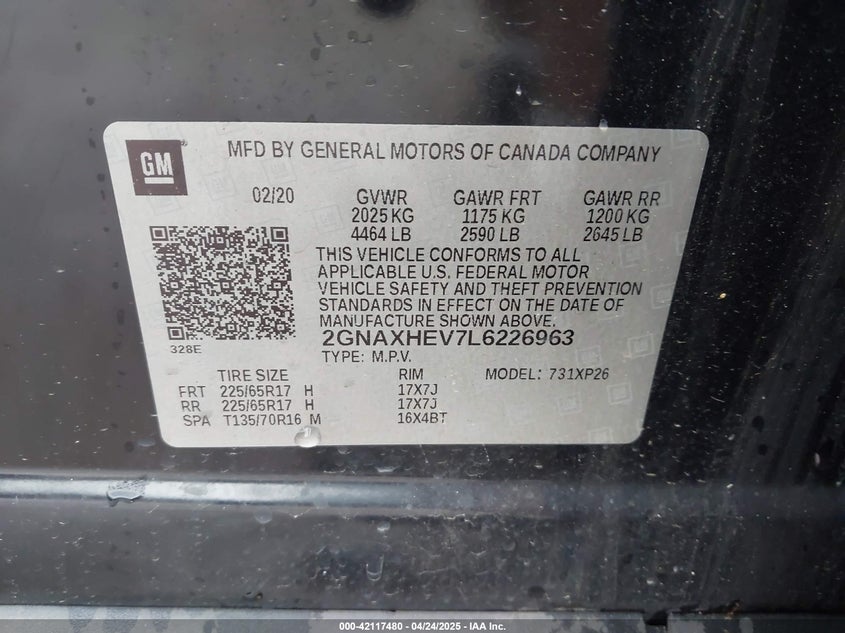 GM
MFD BY GENERAL MOTORS OF CANADA COMPANY
02/20 GVWR GAWR FRT GAWR RR
2025 KG 1175 KG 1200 KG
4464 LB 2590 LB 2645 LB
THIS VEHICLE CONFORMS TO ALL
APPLICABLE U.S. FEDERAL MOTOR
VEHICLE SAFETY AND THEFT PREVENTION
STANDARDS IN EFFECT ON THE DATE OF
MANUFACTURE SHOWN ABOVE.
328E
2GNAXHEV7L6226963
TYPE: M.P.V.
TIRE SIZE RIM MODEL: 731XP26
FRT 225/65R17 H 17X7J
RR 225/65R17 H 17X7J
SPA T135/70R16 M 16X4BT
000-42117480 - 04/24/2025 - IAA Inc.